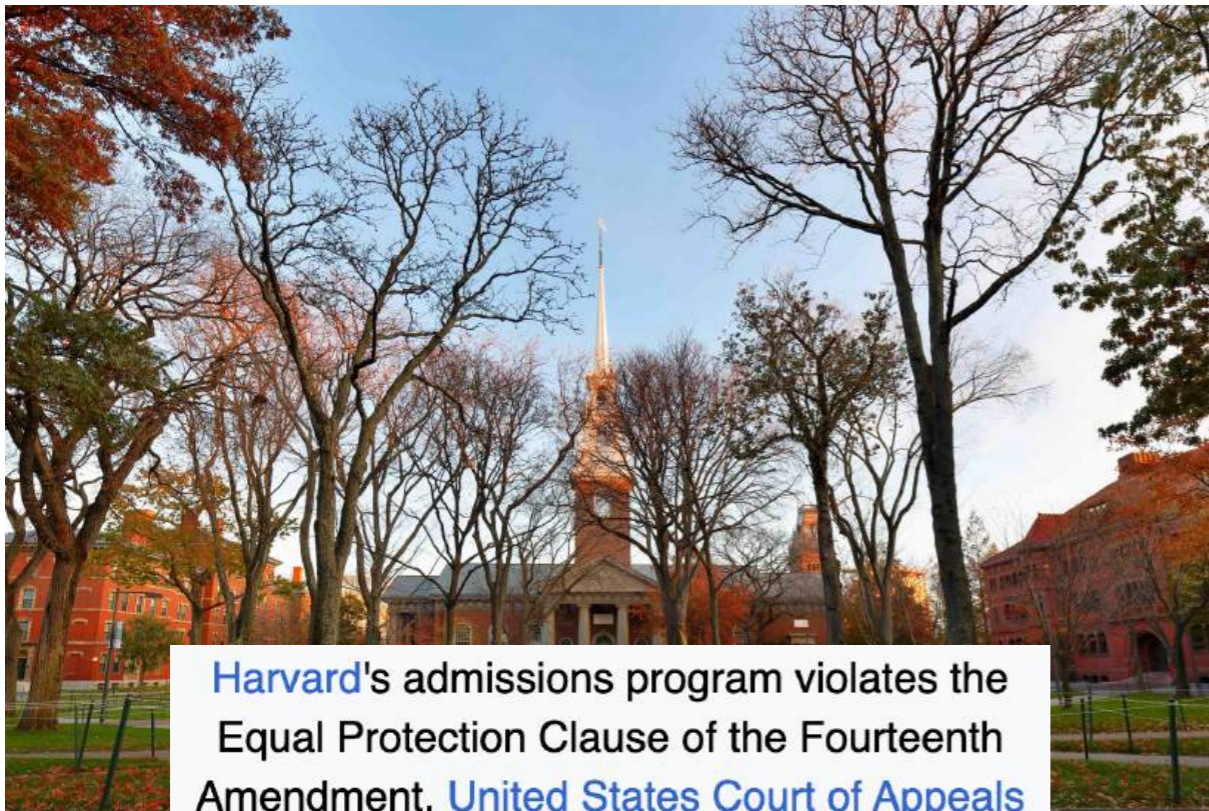 Harvard's admissions program violates the
Equal Protection Clause of the Fourteenth
Amendment. United States Court of Appeals